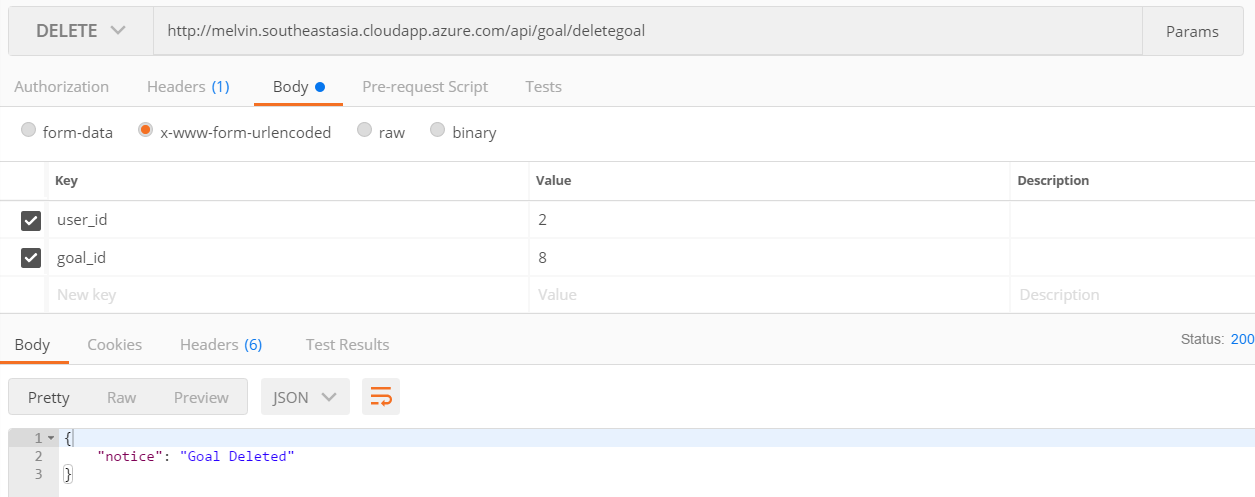 DELETE http://melvin.southeastasia.cloudapp.azure.com/api/goal/deletegoal Params
Authorization Headers (1) Body Pre-request Script Tests
form-data x-www-form-urlencoded raw binary
Key Value Description
user_id 2
goal_id 8
New key Value Description
Body Cookies Headers (6) Test Results Status: 200
Pretty Raw Preview JSON
1 {
2 "notice": "Goal Deleted"
3 }